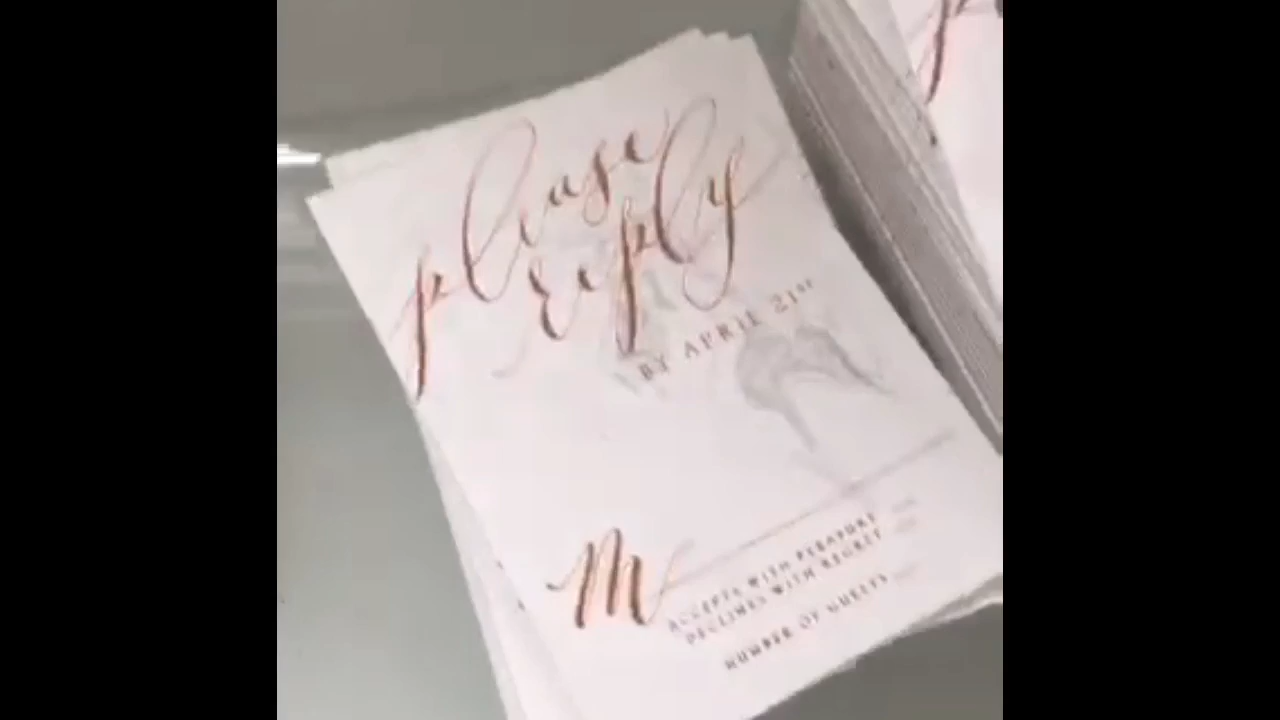 please
reply
BY APRIL 21ST
M
ACCEPTS WITH PLEASURE
DECLINES WITH REGRET
NUMBER OF GUESTS